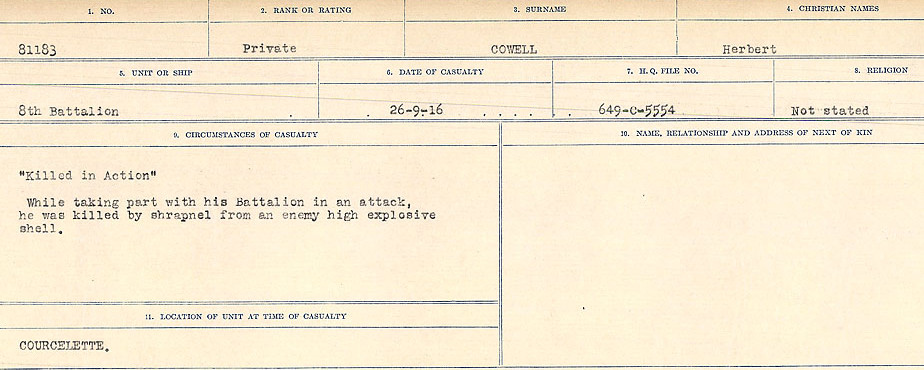 1. NO.
2. RANK OR RATING
3. SURNAME
4. CHRISTIAN NAMES
81183
Private
COWELL
Herbert
5. UNIT OR SHIP
6. DATE OF CASUALTY
7. H.Q. FILE NO.
8. RELIGION
8th Battalion
. . 26-9-16 . . . . . .
649-C-5554
Not stated
9. CIRCUMSTANCES OF CASUALTY
10. NAME, RELATIONSHIP AND ADDRESS OF NEXT OF KIN
"Killed in Action"
While taking part with his Battalion in an attack,
he was killed by shrapnel from an enemy high explosive
shell.
11. LOCATION OF UNIT AT TIME OF CASUALTY
COURCELETTE.